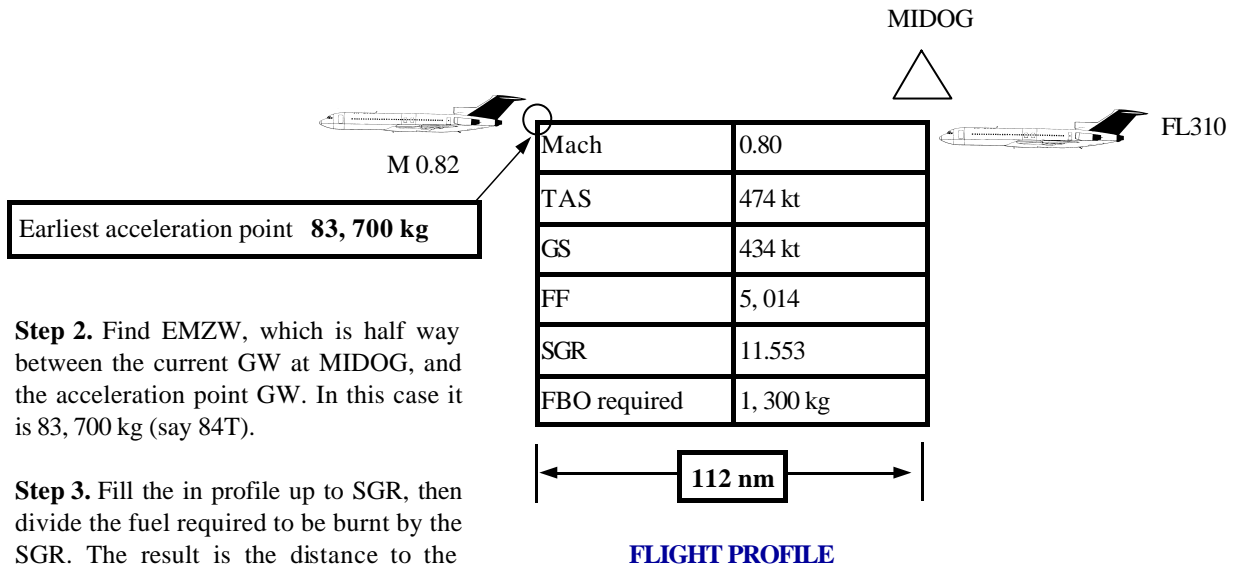 MIDOG
FL310
M 0.82
Earliest acceleration point 83, 700 kg
Mach 0.80
TAS 474 kt
GS 434 kt
FF 5, 014
SGR 11.553
FBO required 1, 300 kg
112 nm
FLIGHT PROFILE
Step 2. Find EMZW, which is half way
between the current GW at MIDOG, and
the acceleration point GW. In this case it
is 83, 700 kg (say 84T).
Step 3. Fill the in profile up to SGR, then
divide the fuel required to be burnt by the
SGR. The result is the distance to the